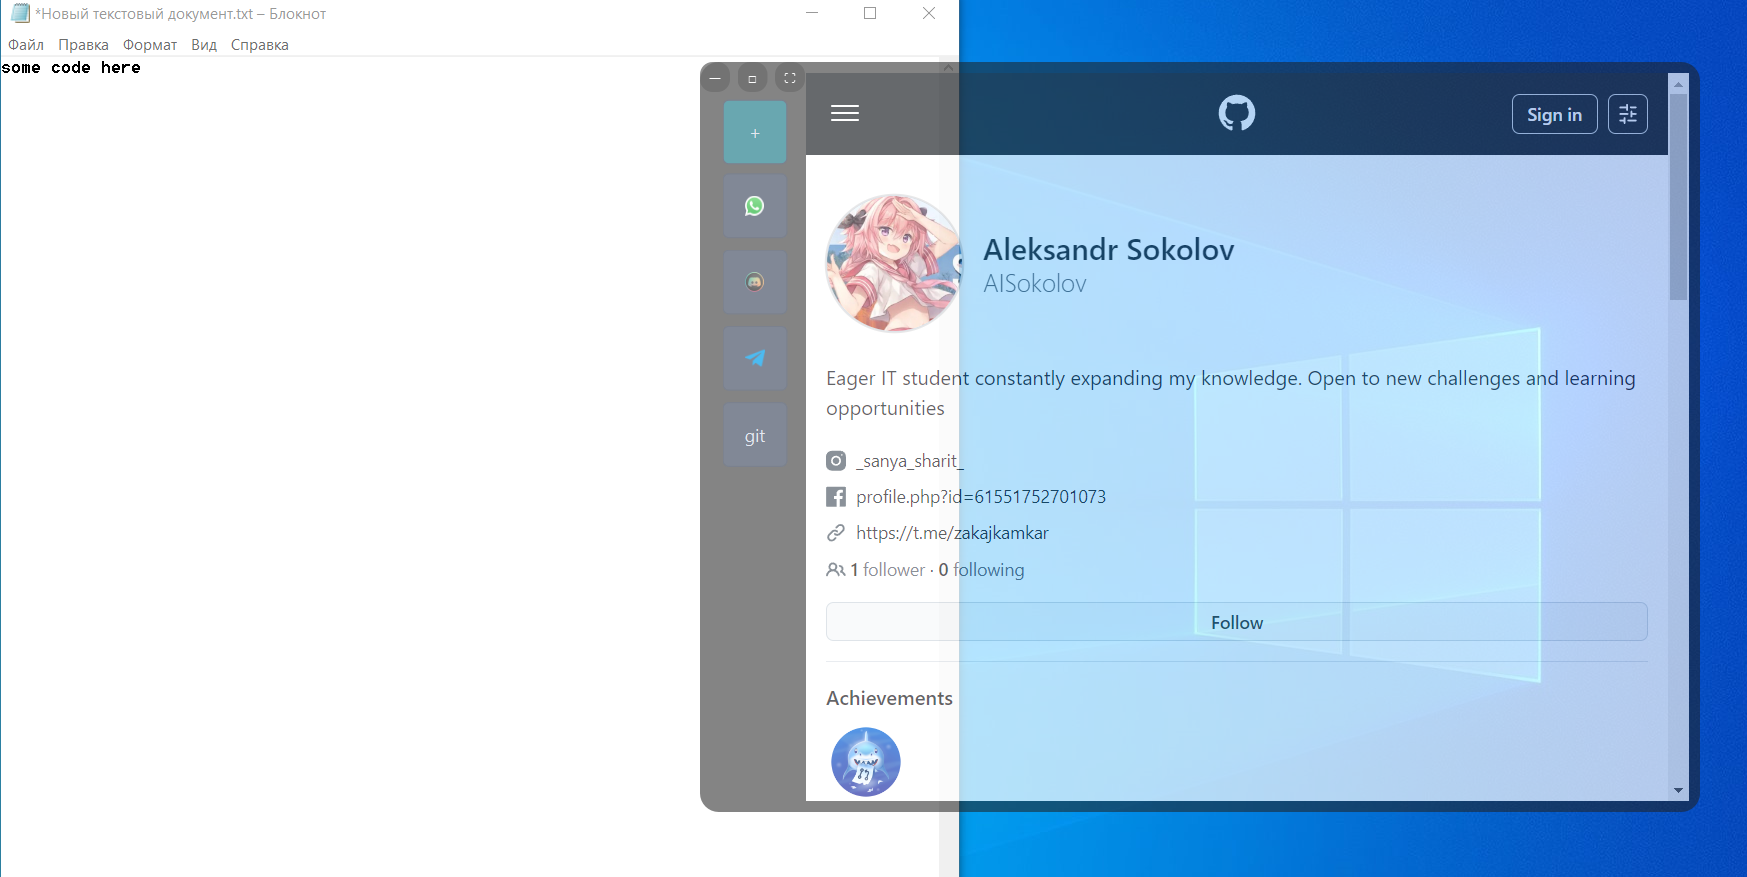 *Новый текстовый документ.txt – Блокнот
Файл Правка Формат Вид Справка
some code here
+
git
Sign in
Aleksandr Sokolov
AlSokolov
Eager IT student constantly expanding my knowledge. Open to new challenges and learning
opportunities
_sanya_sharit_
profile.php?id=61551752701073
https://t.me/zakajkamkar
1 follower · 0 following
Follow
Achievements